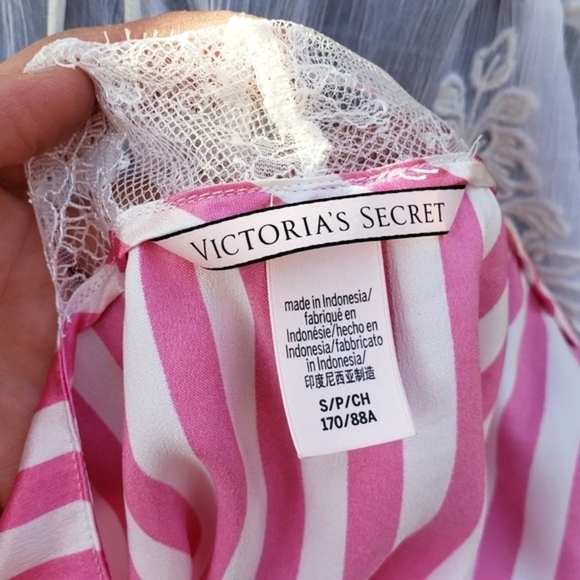 VICTORIA'S SECRET
made in Indonesia/
fabriqué en
Indonésie/hecho en
Indonesia/fabbricato
in Indonesia/
印度尼西亚制造
S/P/CH
170/88A